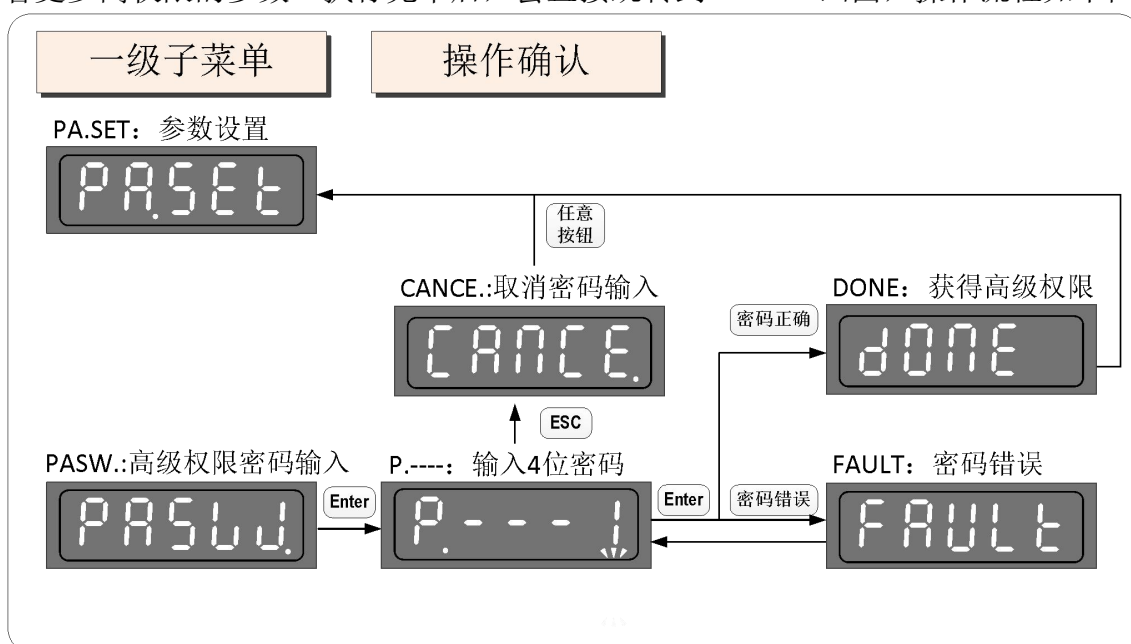 一级子菜单
操作确认
PA.SET：参数设置
PA.SEt
任意
按钮
CANCE.:取消密码输入
CANCE.
DONE：获得高级权限
密码正确
dONE
ESC
PASW.:高级权限密码输入
PASW.
Enter
P.----：输入4位密码
P.---1
Enter
密码错误
FAULT：密码错误
FAULt